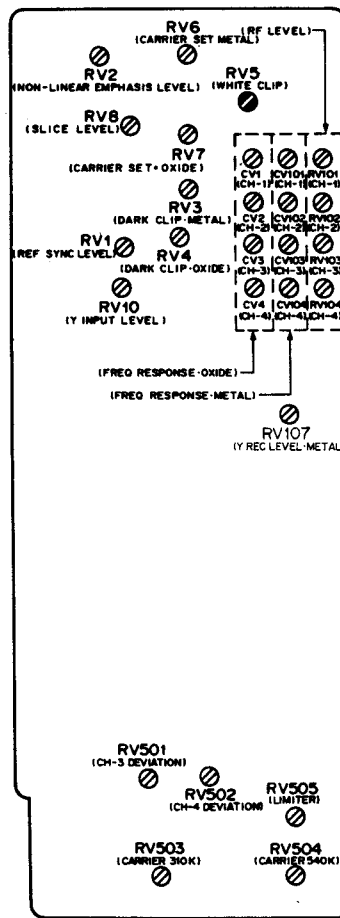 RV6
(CARRIER SET METAL)
(RF LEVEL)
RV2
(NON-LINEAR EMPHASIS LEVEL)
RV5
(WHITE CLIP)
RV8
(SLICE LEVEL)
RV7
(CARRIER SET·OXIDE)
CV1 CV101 RV101
(CH-1) (CH-1) (CH-1)
RV3
(DARK CLIP·METAL)
CV2 CV102 RV102
(CH-2) (CH-2) (CH-2)
RV1
(REF SYNC LEVEL)
RV4
(DARK CLIP·OXIDE)
CV3 CV103 RV103
(CH-3) (CH-3) (CH-3)
RV10
(Y INPUT LEVEL)
CV4 CV104 RV104
(CH-4) (CH-4) (CH-4)
(FREQ RESPONSE·OXIDE)
(FREQ RESPONSE·METAL)
RV107
(Y REC LEVEL·METAL)
RV501
(CH-3 DEVIATION)
RV502
(CH-4 DEVIATION)
RV505
(LIMITER)
RV503
(CARRIER 310K)
RV504
(CARRIER 540K)